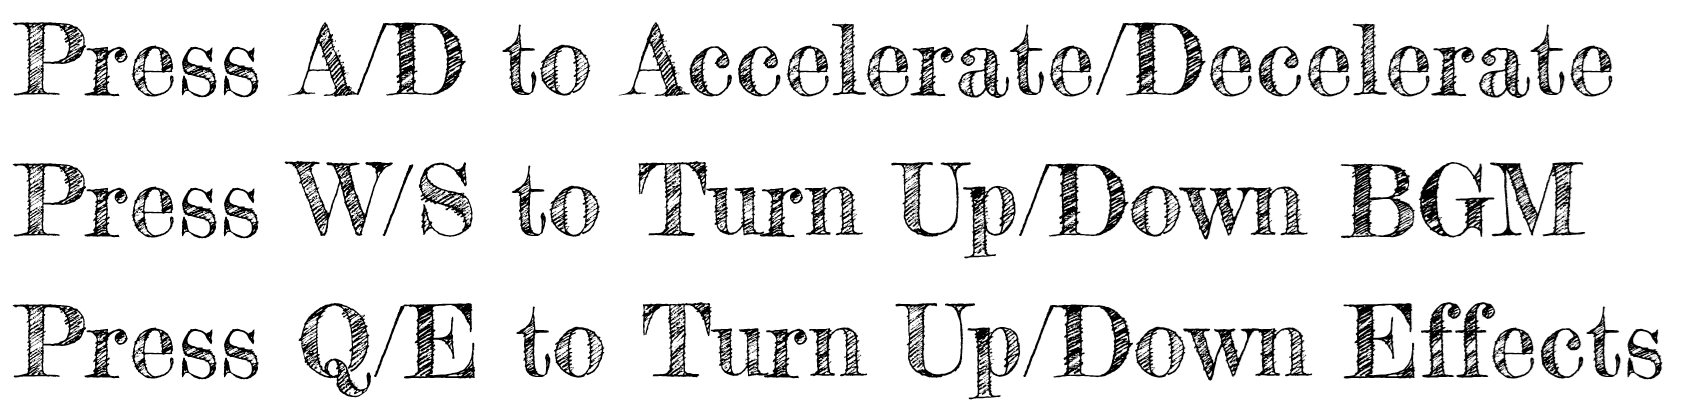 Press A/D to Accelerate/Decelerate
Press W/S to Turn Up/Down BGM
Press Q/E to Turn Up/Down Effects